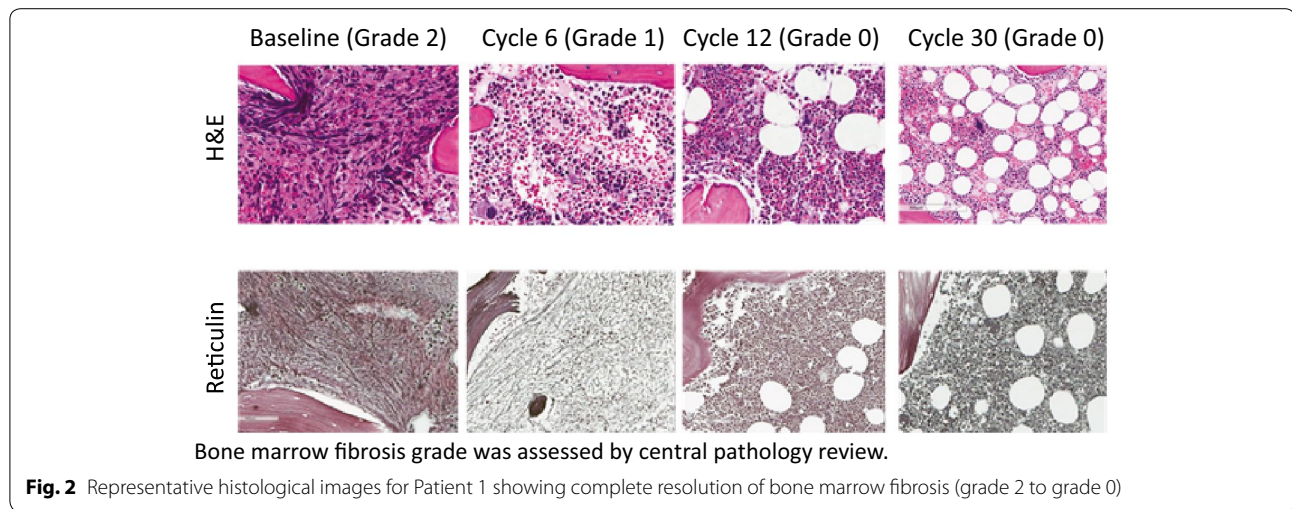 Baseline (Grade 2) Cycle 6 (Grade 1) Cycle 12 (Grade 0) Cycle 30 (Grade 0)
H&E
Reticulin
Bone marrow fibrosis grade was assessed by central pathology review.
Fig. 2 Representative histological images for Patient 1 showing complete resolution of bone marrow fibrosis (grade 2 to grade 0)